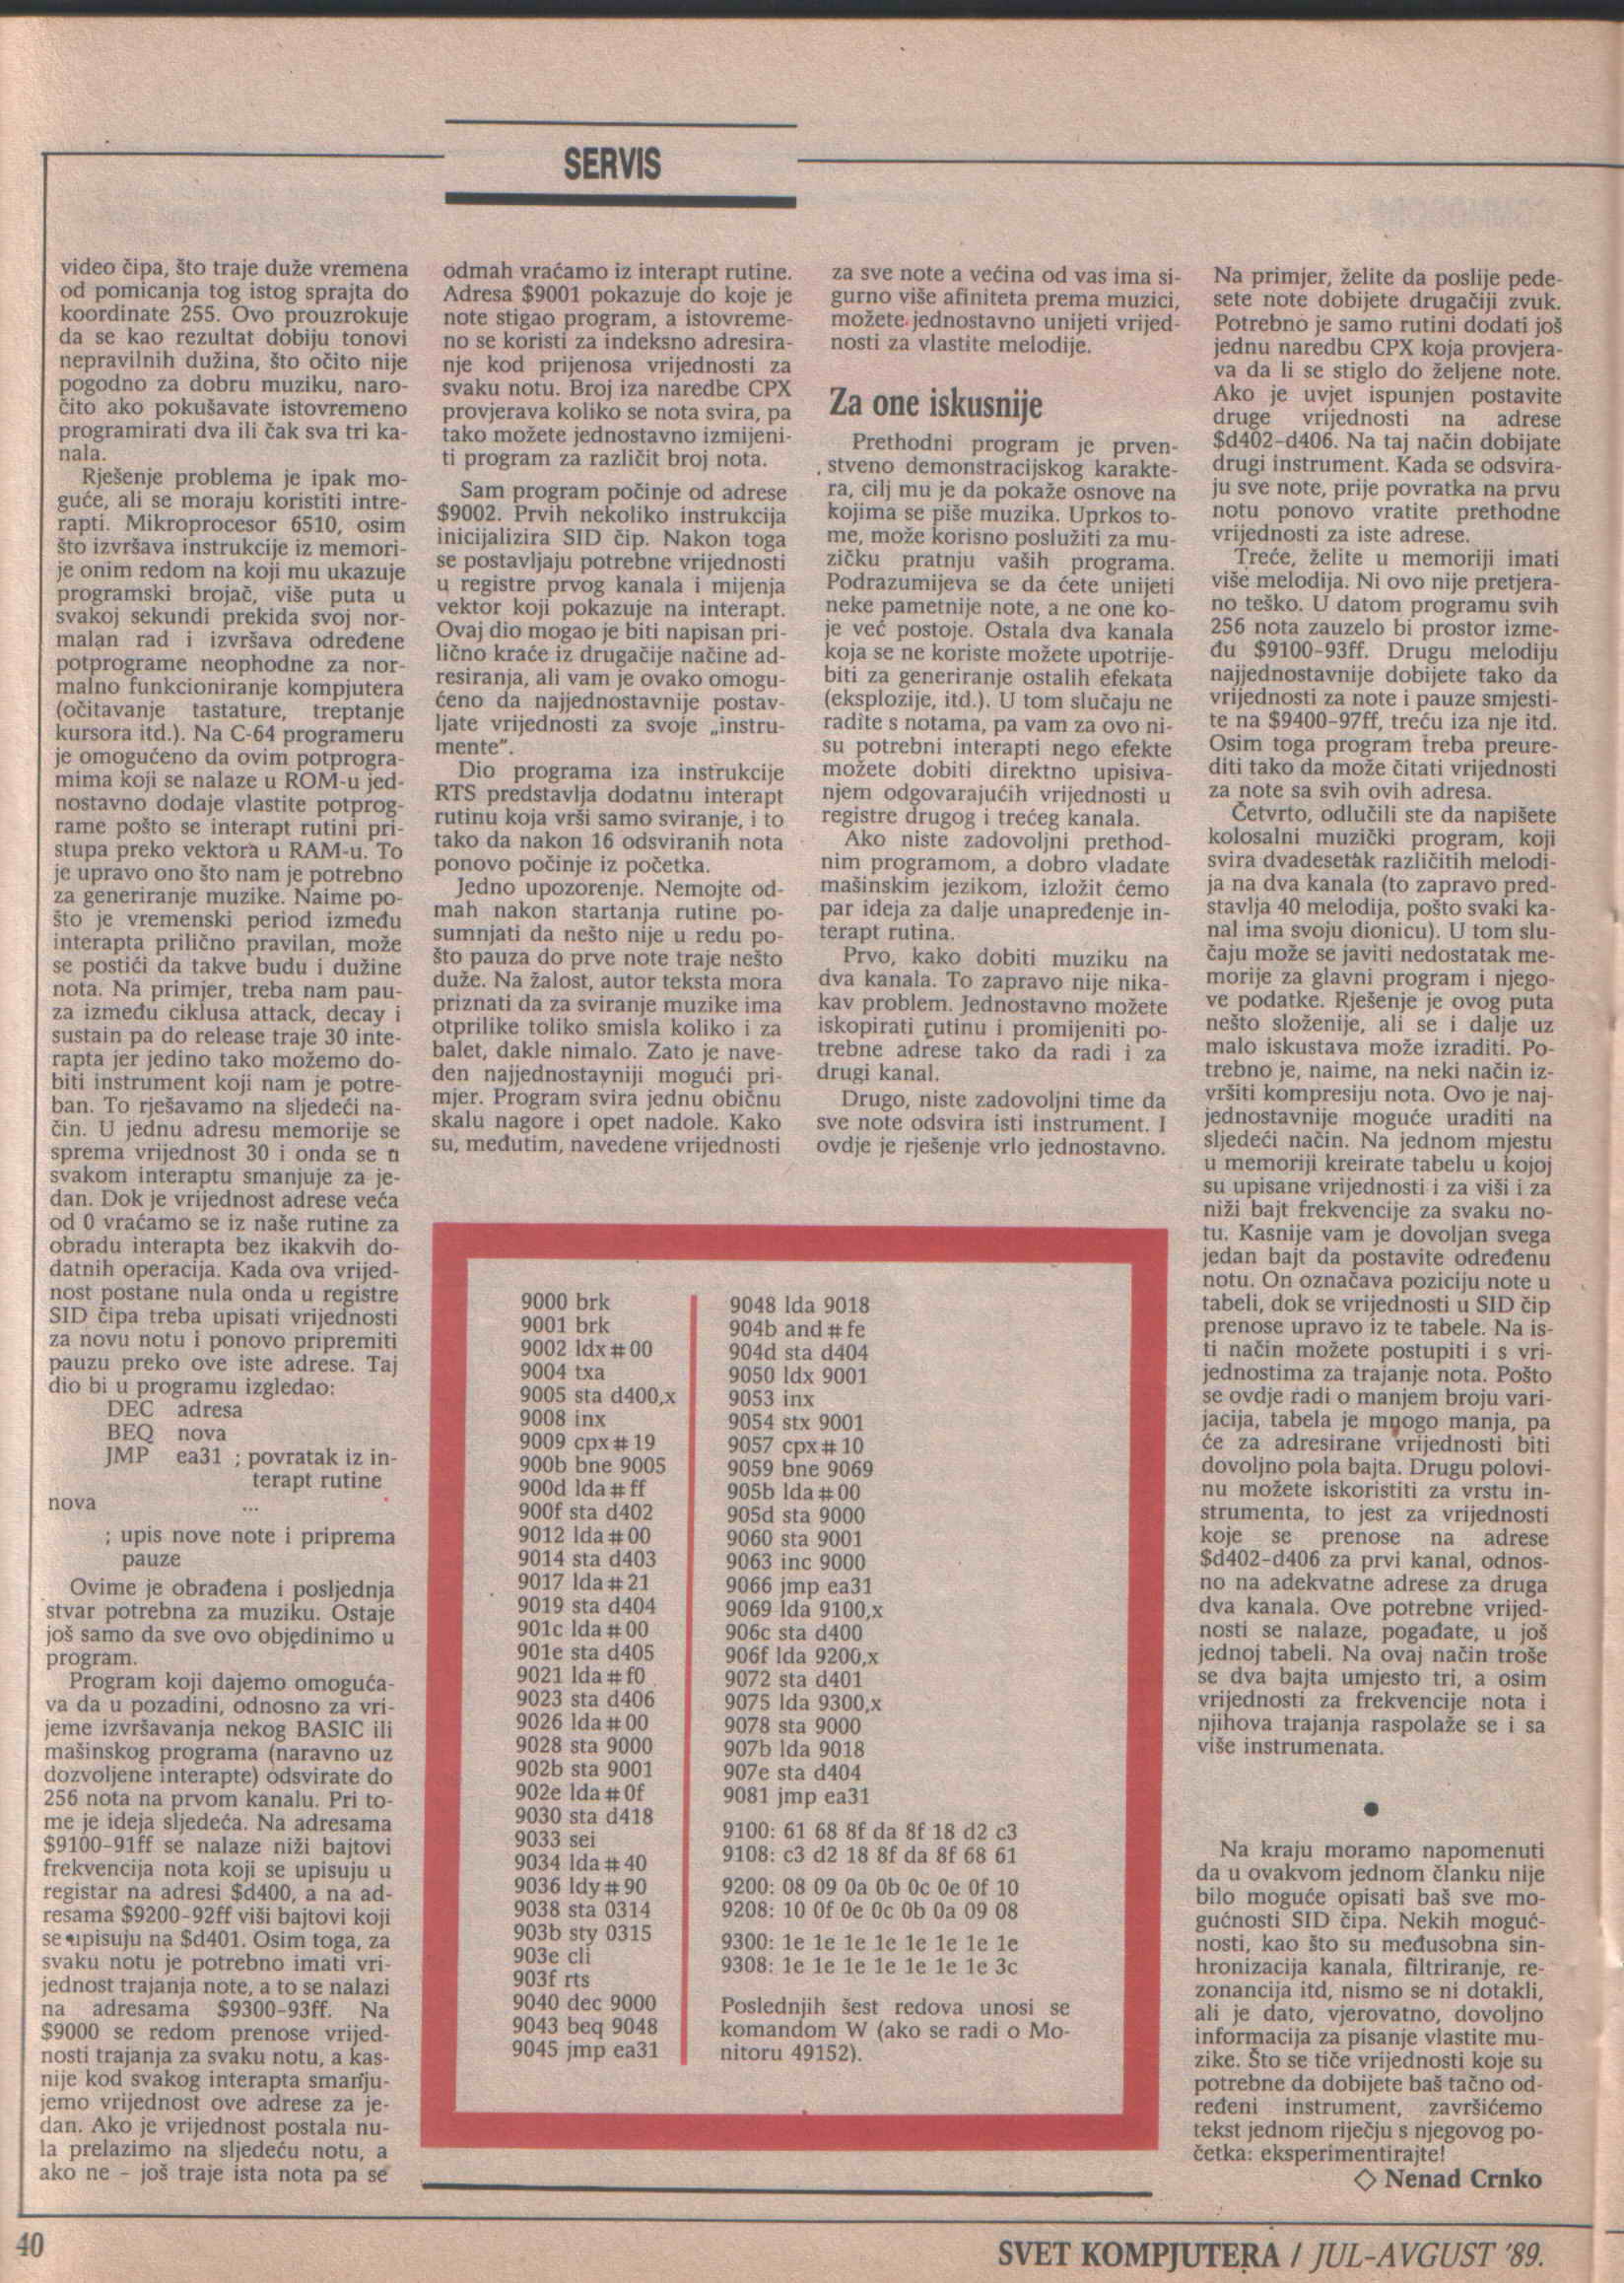 SERVIS
video čipa, što traje duže vremena
od pomicanja tog istog sprajta do
koordinate 255. Ovo prouzrokuje
da se kao rezultat dobiju tonovi
nepravilnih dužina, što očito nije
pogodno za dobru muziku, naro-
čito ako pokušavate istovremeno
programirati dva ili čak sva tri ka-
nala.
Rješenje problema je ipak mo-
guće, ali se moraju koristiti intre-
rapti. Mikroprocesor 6510, osim
što izvršava instrukcije iz memori-
je onim redom na koji mu ukazuje
programski brojač, više puta u
svakoj sekundi prekida svoj nor-
malan rad i izvršava određene
potprograme neophodne za nor-
malno funkcioniranje kompjutera
(očitavanje tastature, treptanje
kursora itd.). Na C-64 programeru
je omogućeno da ovim potprogra-
mima koji se nalaze u ROM-u jed-
nostavno dodaje vlastite potprog-
rame pošto se interapt rutini pri-
stupa preko vektora u RAM-u. To
je upravo ono što nam je potrebno
za generiranje muzike. Naime po-
što je vremenski period između
interapta prilično pravilan, može
se postići da takve budu i dužine
nota. Na primjer, treba nam pau-
za između ciklusa attack, decay i
sustain pa do release traje 30 inte-
rapta jer jedino tako možemo do-
biti instrument koji nam je potre-
ban. To rješavamo na sljedeći na-
čin. U jednu adresu memorije se
sprema vrijednost 30 i onda se u
svakom interaptu smanjuje za je-
dan. Dok je vrijednost adrese veća
od 0 vraćamo se iz naše rutine za
obradu interapta bez ikakvih do-
datnih operacija. Kada ova vrijed-
nost postane nula onda u registre
SID čipa treba upisati vrijednosti
za novu notu i ponovo pripremiti
pauzu preko ove iste adrese. Taj
dio bi u programu izgledao:
DEC adresa
BEQ nova
JMP ea31 ; povratak iz in-
terapt rutine
nova ...
; upis nove note i priprema
pauze
Ovime je obrađena i posljednja
stvar potrebna za muziku. Ostaje
još samo da sve ovo objedinimo u
program.
Program koji dajemo omoguća-
va da u pozadini, odnosno za vri-
jeme izvršavanja nekog BASIC ili
mašinskog programa (naravno uz
dozvoljene interapte) odsvirate do
256 nota na prvom kanalu. Pri to-
me je ideja sljedeća. Na adresama
$9100-91ff se nalaze niži bajtovi
frekvencija nota koji se upisuju u
registar na adresi $d400, a na ad-
resama $9200-92ff viši bajtovi koji
se upisuju na $d401. Osim toga, za
svaku notu je potrebno imati vri-
jednost trajanja note, a to se nalazi
na adresama $9300-93ff. Na
$9000 se redom prenose vrijed-
nosti trajanja za svaku notu, a kas-
nije kod svakog interapta smanju-
jemo vrijednost ove adrese za je-
dan. Ako je vrijednost postala nu-
la prelazimo na sljedeću notu, a
ako ne - još traje ista nota pa se
odmah vraćamo iz interapt rutine.
Adresa $9001 pokazuje do koje je
note stigao program, a istovreme-
no se koristi za indeksno adresira-
nje kod prijenosa vrijednosti za
svaku notu. Broj iza naredbe CPX
provjerava koliko se nota svira, pa
tako možete jednostavno izmijeni-
ti program za različit broj nota.
Sam program počinje od adrese
$9002. Prvih nekoliko instrukcija
inicijalizira SID čip. Nakon toga
se postavljaju potrebne vrijednosti
u registre prvog kanala i mijenja
vektor koji pokazuje na interapt.
Ovaj dio mogao je biti napisan pri-
lično kraće iz drugačije načine ad-
resiranja, ali vam je ovako omogu-
ćeno da najjednostavnije postav-
ljate vrijednosti za svoje „instru-
mente".
Dio programa iza instrukcije
RTS predstavlja dodatnu interapt
rutinu koja vrši samo sviranje, i to
tako da nakon 16 odsviranih nota
ponovo počinje iz početka.
Jedno upozorenje. Nemojte od-
mah nakon startanja rutine po-
sumnjati da nešto nije u redu po-
što pauza do prve note traje nešto
duže. Na žalost, autor teksta mora
priznati da za sviranje muzike ima
otprilike toliko smisla koliko i za
balet, dakle nimalo. Zato je nave-
den najjednostavniji mogući pri-
mjer. Program svira jednu običnu
skalu nagore i opet nadole. Kako
su, međutim, navedene vrijednosti
za sve note a većina od vas ima si-
gurno više afiniteta prema muzici,
možete jednostavno unijeti vrijed-
nosti za vlastite melodije.
Za one iskusnije
Prethodni program je prven-
stveno demonstracijskog karakte-
ra, cilj mu je da pokaže osnove na
kojima se piše muzika. Uprkos to-
me, može korisno poslužiti za mu-
zičku pratnju vaših programa.
Podrazumijeva se da ćete unijeti
neke pametnije note, a ne one ko-
je već postoje. Ostala dva kanala
koja se ne koriste možete upotrije-
biti za generiranje ostalih efekata
(eksplozije, itd.). U tom slučaju ne
radite s notama, pa vam za ovo ni-
su potrebni interapti nego efekte
možete dobiti direktno upisiva-
njem odgovarajućih vrijednosti u
registre drugog i trećeg kanala.
Ako niste zadovoljni prethod-
nim programom, a dobro vladate
mašinskim jezikom, izložit ćemo
par ideja za dalje unapređenje in-
terapt rutina.
Prvo, kako dobiti muziku na
dva kanala. To zapravo nije nika-
kav problem. Jednostavno možete
iskopirati rutinu i promijeniti po-
trebne adrese tako da radi i za
drugi kanal.
Drugo, niste zadovoljni time da
sve note odsvira isti instrument. I
ovdje je rješenje vrlo jednostavno.
Na primjer, želite da poslije pede-
sete note dobijete drugačiji zvuk.
Potrebno je samo rutini dodati još
jednu naredbu CPX koja provjera-
va da li se stiglo do željene note.
Ako je uvjet ispunjen postavite
druge vrijednosti na adrese
$d402-d406. Na taj način dobijate
drugi instrument. Kada se odsvira-
ju sve note, prije povratka na prvu
notu ponovo vratite prethodne
vrijednosti za iste adrese.
Treće, želite u memoriji imati
više melodija. Ni ovo nije pretjera-
no teško. U datom programu svih
256 nota zauzelo bi prostor izme-
đu $9100-93ff. Drugu melodiju
najjednostavnije dobijete tako da
vrijednosti za note i pauze smjesti-
te na $9400-97ff, treću iza nje itd.
Osim toga program treba preure-
diti tako da može čitati vrijednosti
za note sa svih ovih adresa.
Četvrto, odlučili ste da napišete
kolosalni muzički program, koji
svira dvadesetak različitih melodi-
ja na dva kanala (to zapravo pred-
stavlja 40 melodija, pošto svaki ka-
nal ima svoju dionicu). U tom slu-
čaju može se javiti nedostatak me-
morije za glavni program i njego-
ve podatke. Rješenje je ovog puta
nešto složenije, ali se i dalje uz
malo iskustava može izraditi. Po-
trebno je, naime, na neki način iz-
vršiti kompresiju nota. Ovo je naj-
jednostavnije moguće uraditi na
sljedeći način. Na jednom mjestu
u memoriji kreirate tabelu u kojoj
su upisane vrijednosti i za viši i za
niži bajt frekvencije za svaku no-
tu. Kasnije vam je dovoljan svega
jedan bajt da postavite određenu
notu. On označava poziciju note u
tabeli, dok se vrijednosti u SID čip
prenose upravo iz te tabele. Na is-
ti način možete postupiti i s vri-
jednostima za trajanje nota. Pošto
se ovdje radi o manjem broju vari-
jacija, tabela je mnogo manja, pa
će za adresirane vrijednosti biti
dovoljno pola bajta. Drugu polovi-
nu možete iskoristiti za vrstu in-
strumenta, to jest za vrijednosti
koje se prenose na adrese
$d402-d406 za prvi kanal, odnos-
no na adekvatne adrese za druga
dva kanala. Ove potrebne vrijed-
nosti se nalaze, pogađate, u još
jednoj tabeli. Na ovaj način troše
se dva bajta umjesto tri, a osim
vrijednosti za frekvencije nota i
njihova trajanja raspolaže se i sa
više instrumenata.
●
Na kraju moramo napomenuti
da u ovakvom jednom članku nije
bilo moguće opisati baš sve mo-
gućnosti SID čipa. Nekih moguć-
nosti, kao što su međusobna sin-
hronizacija kanala, filtriranje, re-
zonancija itd, nismo se ni dotakli,
ali je dato, vjerovatno, dovoljno
informacija za pisanje vlastite mu-
zike. Što se tiče vrijednosti koje su
potrebne da dobijete baš tačno od-
ređeni instrument, završićemo
tekst jednom riječju s njegovog po-
četka: eksperimentirajte!
◇ Nenad Crnko
9000 brk
9001 brk
9002 ldx#00
9004 txa
9005 sta d400,x
9008 inx
9009 cpx#19
900b bne 9005
900d lda#ff
900f sta d402
9012 lda#00
9014 sta d403
9017 lda#21
9019 sta d404
901c lda#00
901e sta d405
9021 lda#f0
9023 sta d406
9026 lda#00
9028 sta 9000
902b sta 9001
902e lda#0f
9030 sta d418
9033 sei
9034 lda#40
9036 ldy#90
9038 sta 0314
903b sty 0315
903e cli
903f rts
9040 dec 9000
9043 beq 9048
9045 jmp ea31
9048 lda 9018
904b and#fe
904d sta d404
9050 ldx 9001
9053 inx
9054 stx 9001
9057 cpx#10
9059 bne 9069
905b lda#00
905d sta 9000
9060 sta 9001
9063 inc 9000
9066 jmp ea31
9069 lda 9100,x
906c sta d400
906f lda 9200,x
9072 sta d401
9075 lda 9300,x
9078 sta 9000
907b lda 9018
907e sta d404
9081 jmp ea31
9100: 61 68 8f da 8f 18 d2 c3
9108: c3 d2 18 8f da 8f 68 61
9200: 08 09 0a 0b 0c 0e 0f 10
9208: 10 0f 0e 0c 0b 0a 09 08
9300: 1e 1e 1e 1e 1e 1e 1e 1e
9308: 1e 1e 1e 1e 1e 1e 1e 3c
Poslednjih šest redova unosi se
komandom W (ako se radi o Mo-
nitoru 49152).
40
SVET KOMPJUTERA / JUL-AVGUST '89.